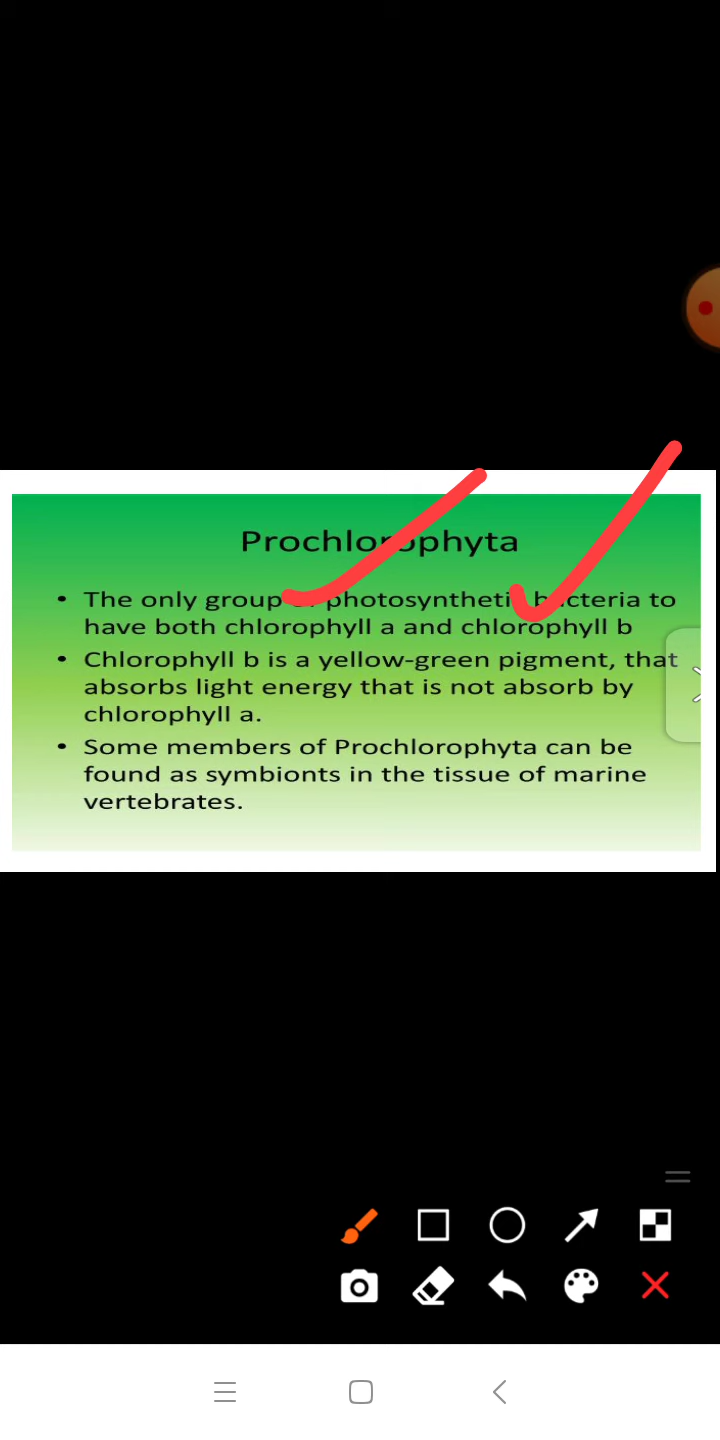 Prochlorophyta
• The only group of photosynthetic bacteria to
have both chlorophyll a and chlorophyll b
• Chlorophyll b is a yellow-green pigment, that
absorbs light energy that is not absorb by
chlorophyll a.
• Some members of Prochlorophyta can be
found as symbionts in the tissue of marine
vertebrates.